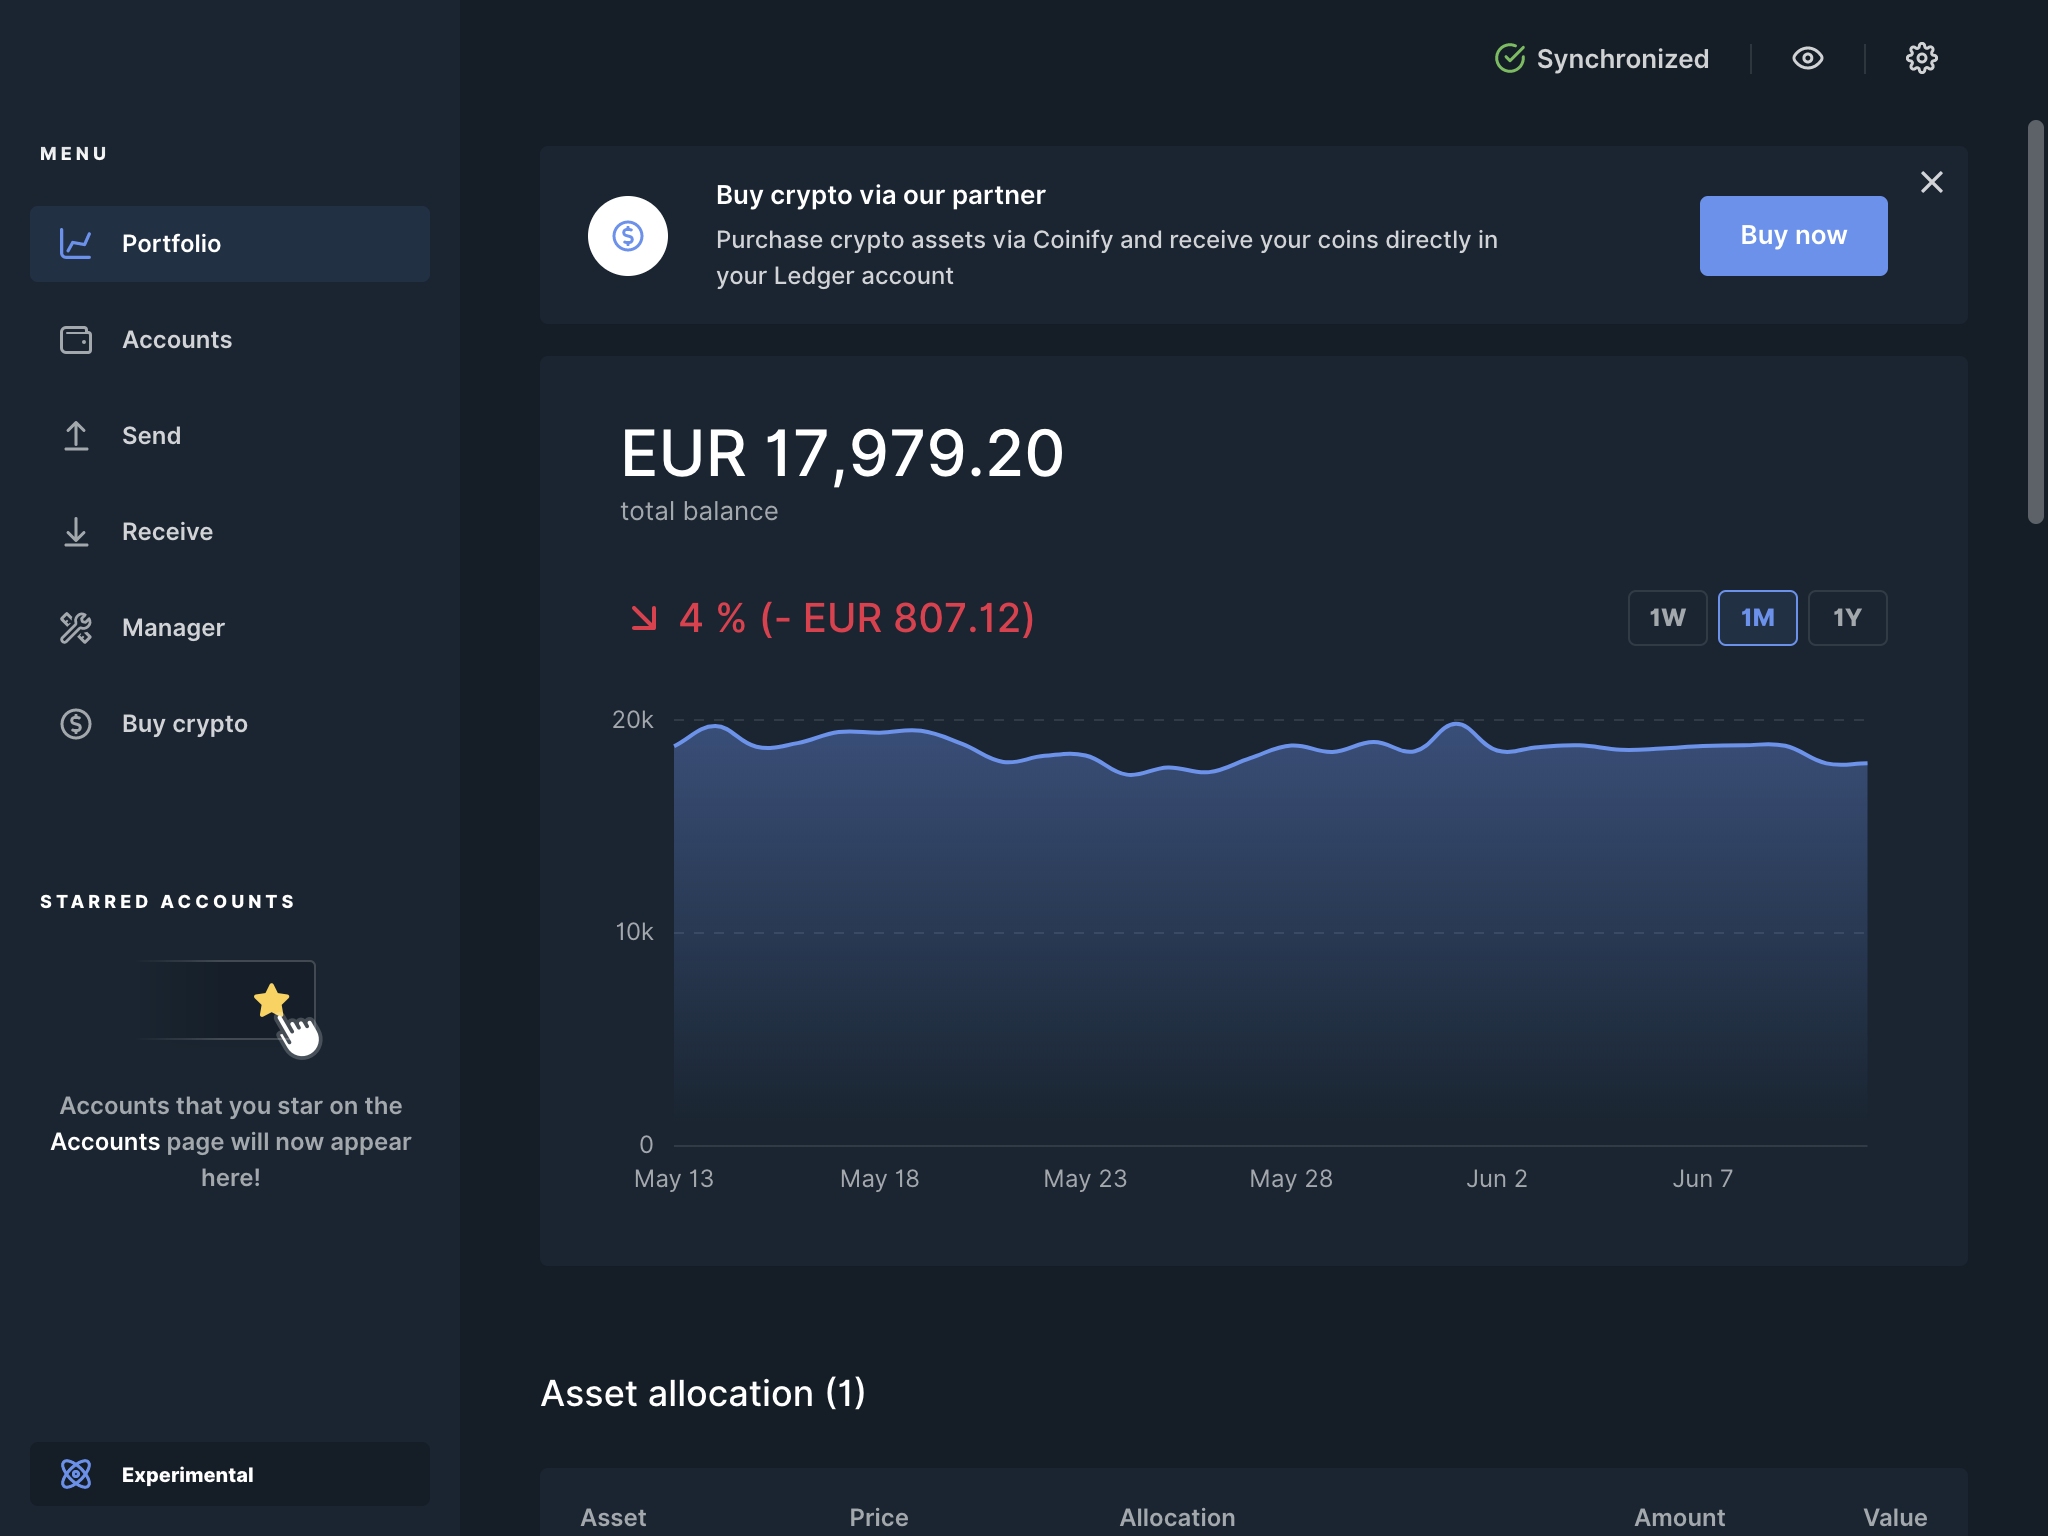 Synchronized
MENU
Portfolio
Accounts
Send
Receive
Manager
Buy crypto
STARRED ACCOUNTS
Accounts that you star on the
Accounts page will now appear
here!
Experimental
Buy crypto via our partner
Purchase crypto assets via Coinify and receive your coins directly in
your Ledger account
Buy now
EUR 17,979.20
total balance
4 % (- EUR 807.12)
1W 1M 1Y
20k
10k
0
May 13 May 18 May 23 May 28 Jun 2 Jun 7
Asset allocation (1)
Asset Price Allocation Amount Value